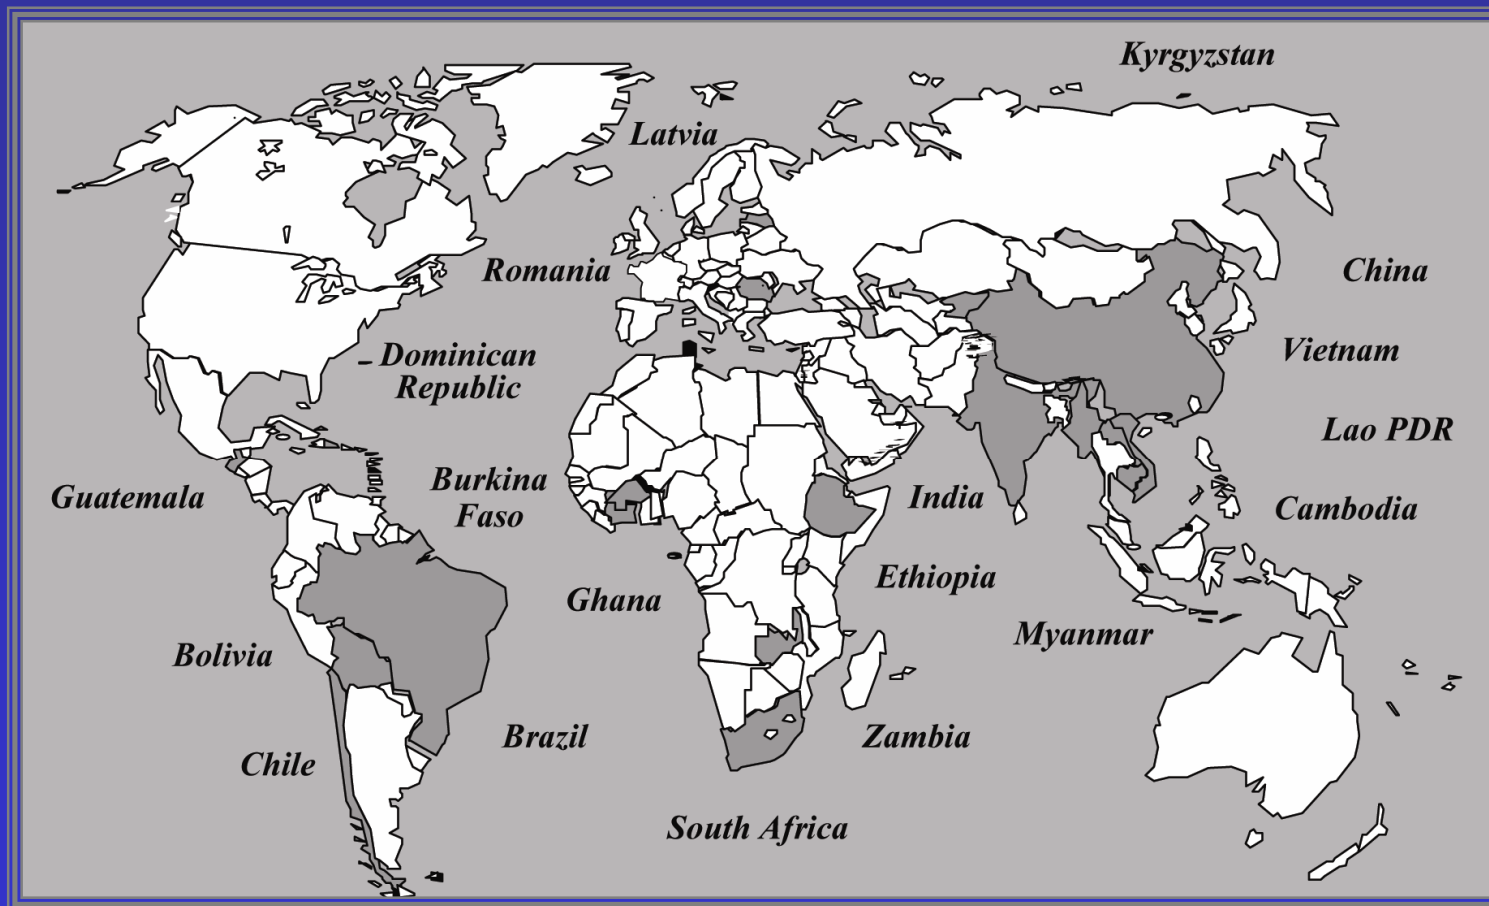 Kyrgyzstan
Latvia
Romania
China
Dominican
Republic
Vietnam
Lao PDR
Guatemala
Burkina
Faso
India
Cambodia
Ghana
Ethiopia
Myanmar
Bolivia
Brazil
Zambia
Chile
South Africa